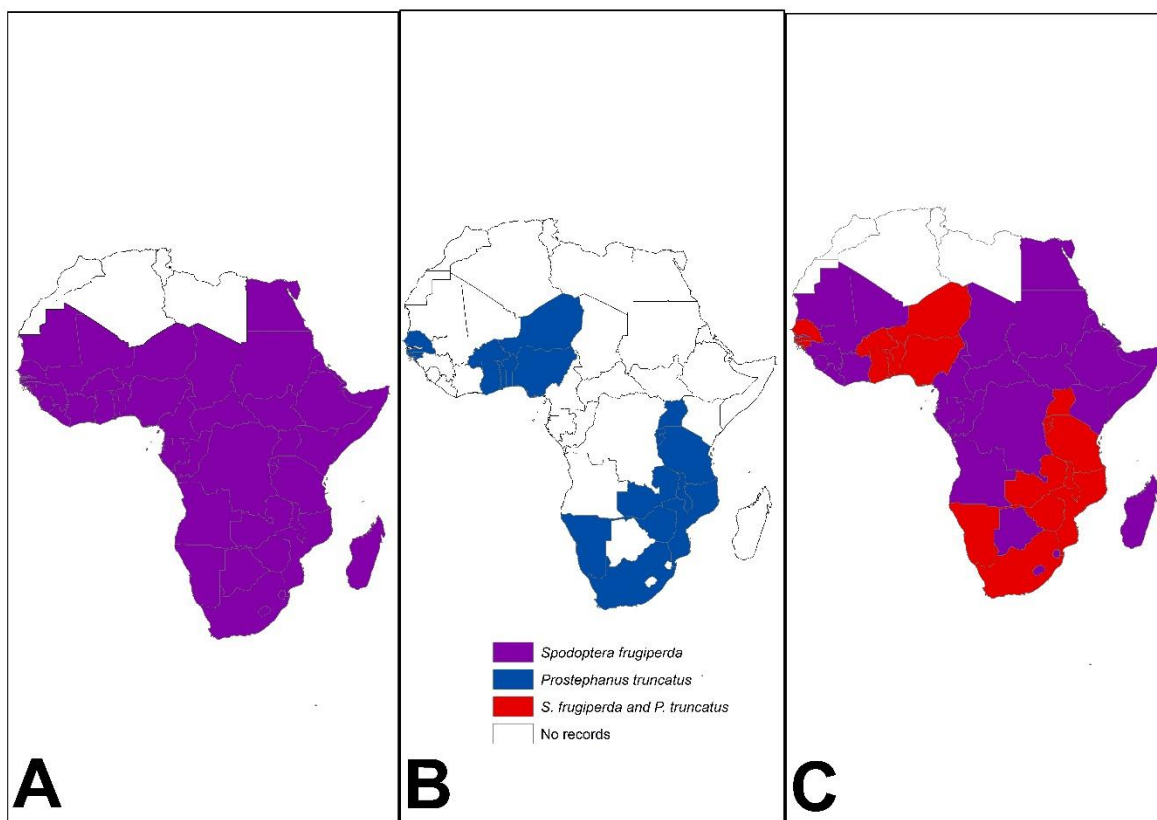 Spodoptera frugiperda
Prostephanus truncatus
S. frugiperda and P. truncatus
No records
A
B
C